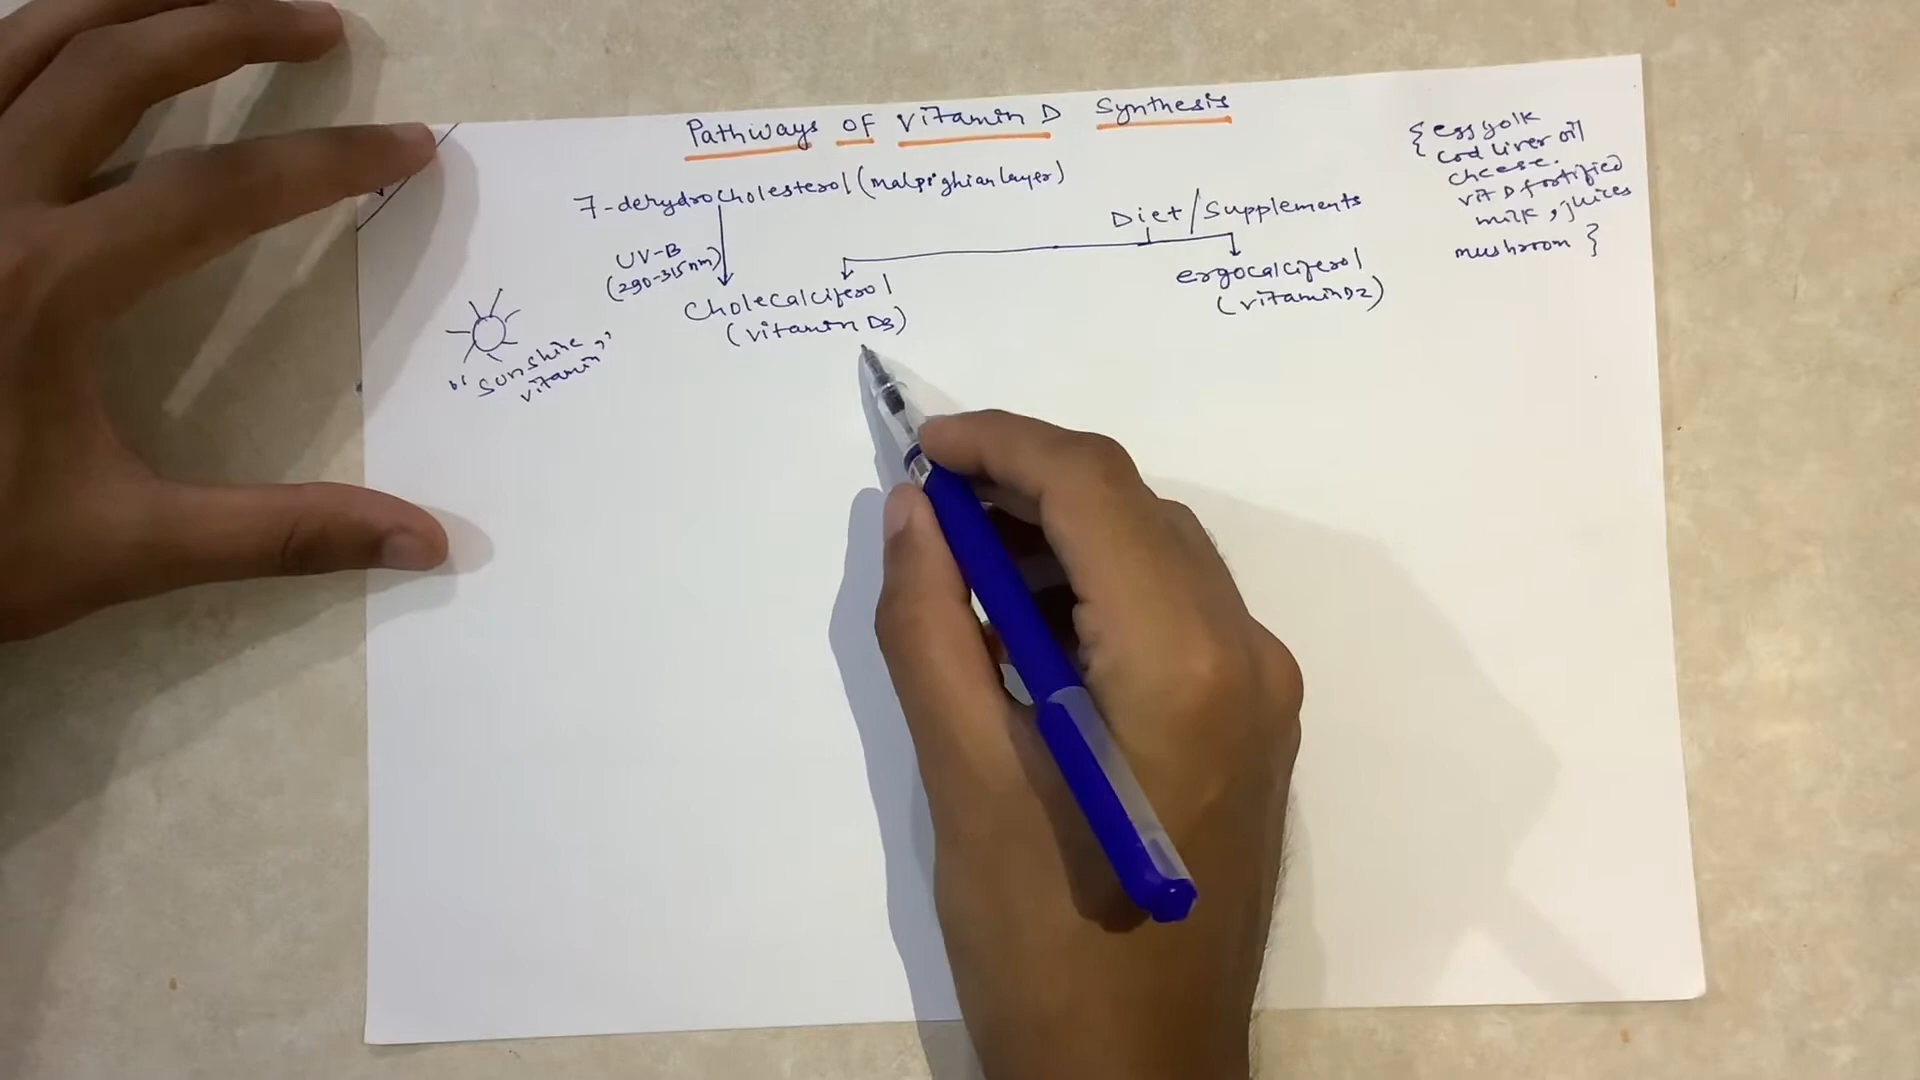 Pathways of vitamin D synthesis
7-dehydrocholesterol (malpighian layer)
UV-B
(290-315nm)
Cholecalciferol
(vitamin D3)
Diet/Supplements
ergocalciferol
(vitamin D2)
"sunshine
vitamin"
{ egg yolk
cod liver oil
cheese.
vit D fortified
milk, juices
mushroom }